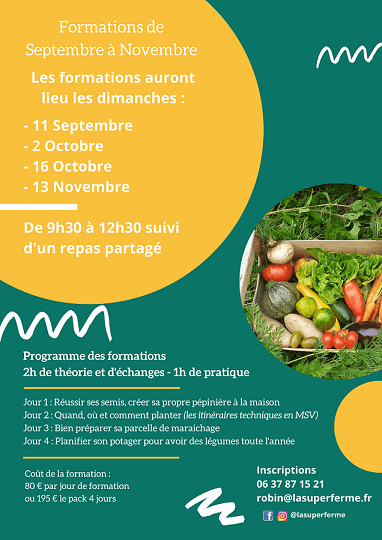 Formations de
Septembre à Novembre
Les formations auront
lieu les dimanches :
- 11 Septembre
- 2 Octobre
- 16 Octobre
- 13 Novembre
De 9h30 à 12h30 suivi
d'un repas partagé
Programme des formations
2h de théorie et d'échanges - 1h de pratique
Jour 1 : Réussir ses semis, créer sa propre pépinière à la maison
Jour 2 : Quand, où et comment planter (les itinéraires techniques en MSV)
Jour 3 : Bien préparer sa parcelle de maraichage
Jour 4 : Planifier son potager pour avoir des légumes toute l'année
Coût de la formation :
80 € par jour de formation
ou 195 € le pack 4 jours
Inscriptions
06 37 87 15 21
robin@lasuperferme.fr
@lasuperferme